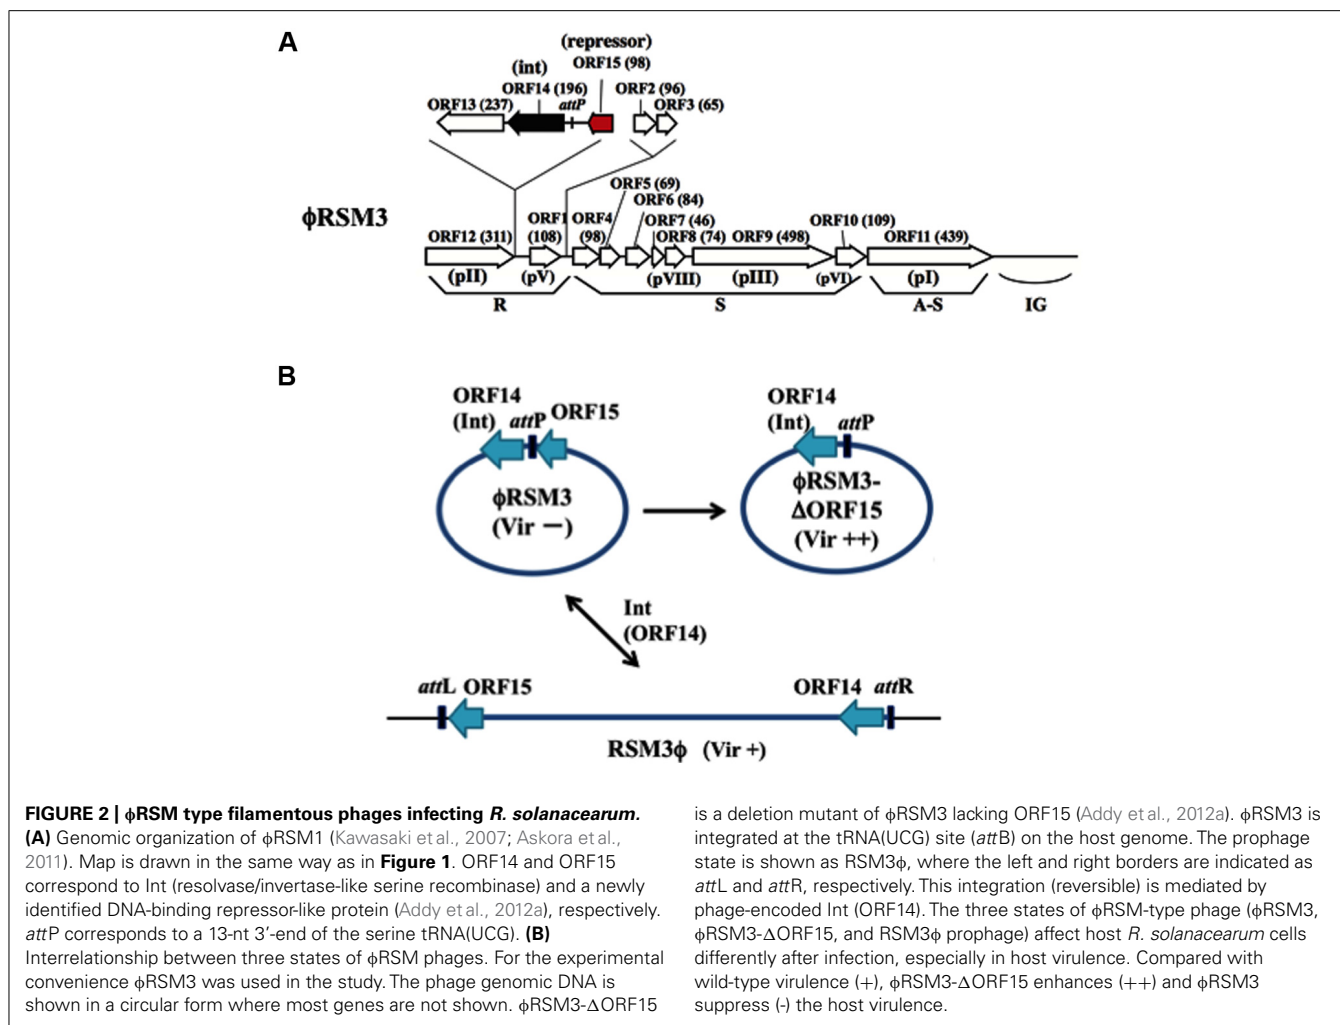 A
(repressor)
ORF15 (98)
(int)
ORF14 (196)
attP
ORF2 (96)
ORF13 (237)
ORF3 (65)
ORF5 (69)
ORF6 (84)
ϕRSM3
ORF1 ORF4 ORF7 (46) ORF10 (109)
ORF12 (311) (108) (98) ORF8 (74) ORF9 (498) ORF11 (439)
(pII) (pV) (pVIII) (pIII) (pVI) (pI)
R S A-S IG
B
ORF14 ORF14
(Int) attP ORF15 (Int) attP
ϕRSM3 ϕRSM3-
(Vir −) ΔORF15
(Vir ++)
Int
(ORF14)
attL ORF15 ORF14 attR
RSM3ϕ (Vir +)
FIGURE 2 | ϕRSM type filamentous phages infecting R. solanacearum.
(A) Genomic organization of ϕRSM1 (Kawasaki et al., 2007; Askora et al.,
2011). Map is drawn in the same way as in Figure 1. ORF14 and ORF15
correspond to Int (resolvase/invertase-like serine recombinase) and a newly
identified DNA-binding repressor-like protein (Addy et al., 2012a), respectively.
attP corresponds to a 13-nt 3’-end of the serine tRNA(UCG). (B)
Interrelationship between three states of ϕRSM phages. For the experimental
convenience ϕRSM3 was used in the study. The phage genomic DNA is
shown in a circular form where most genes are not shown. ϕRSM3-ΔORF15
is a deletion mutant of ϕRSM3 lacking ORF15 (Addy et al., 2012a). ϕRSM3 is
integrated at the tRNA(UCG) site (attB) on the host genome. The prophage
state is shown as RSM3ϕ, where the left and right borders are indicated as
attL and attR, respectively. This integration (reversible) is mediated by
phage-encoded Int (ORF14). The three states of ϕRSM-type phage (ϕRSM3,
ϕRSM3-ΔORF15, and RSM3ϕ prophage) affect host R. solanacearum cells
differently after infection, especially in host virulence. Compared with
wild-type virulence (+), ϕRSM3-ΔORF15 enhances (++) and ϕRSM3
suppress (-) the host virulence.